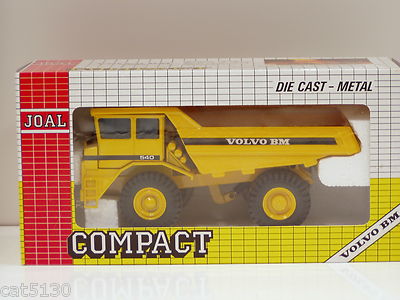 DIE CAST - METAL
JOAL
VOLVO BM
540
COMPACT
VOLVO BM
cat5130